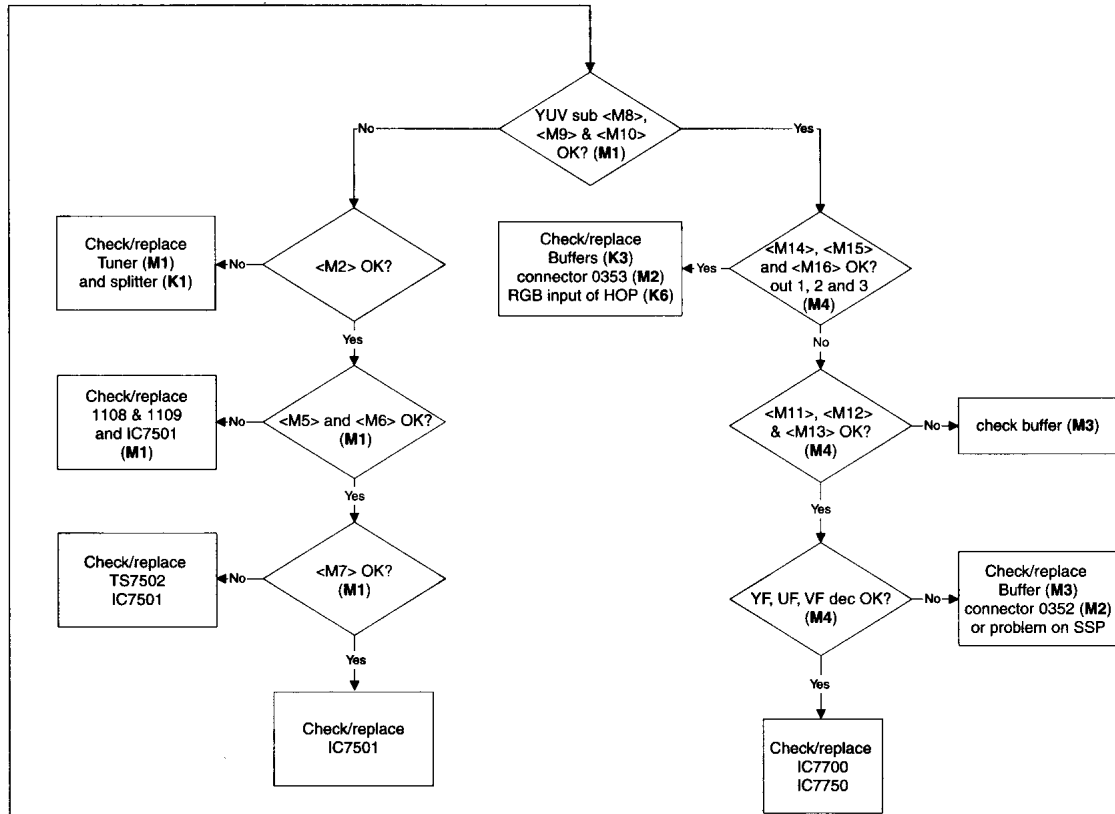 YUV sub <M8>,
<M9> & <M10>
OK? (M1)
No
Yes
Check/replace
Tuner (M1)
and splitter (K1)
No
<M2> OK?
Check/replace
Buffers (K3)
connector 0353 (M2)
RGB input of HOP (K6)
Yes
<M14>, <M15>
and <M16> OK?
out 1, 2 and 3
(M4)
Yes
No
Check/replace
1108 & 1109
and IC7501
(M1)
No
<M5> and <M6> OK?
(M1)
<M11>, <M12>
& <M13> OK?
(M4)
No
check buffer (M3)
Yes
Yes
Check/replace
TS7502
IC7501
No
<M7> OK?
(M1)
YF, UF, VF dec OK?
(M4)
No
Check/replace
Buffer (M3)
connector 0352 (M2)
or problem on SSP
Yes
Yes
Check/replace
IC7501
Check/replace
IC7700
IC7750